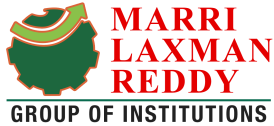 MARRI
LAXMAN
REDDY
GROUP OF INSTITUTIONS